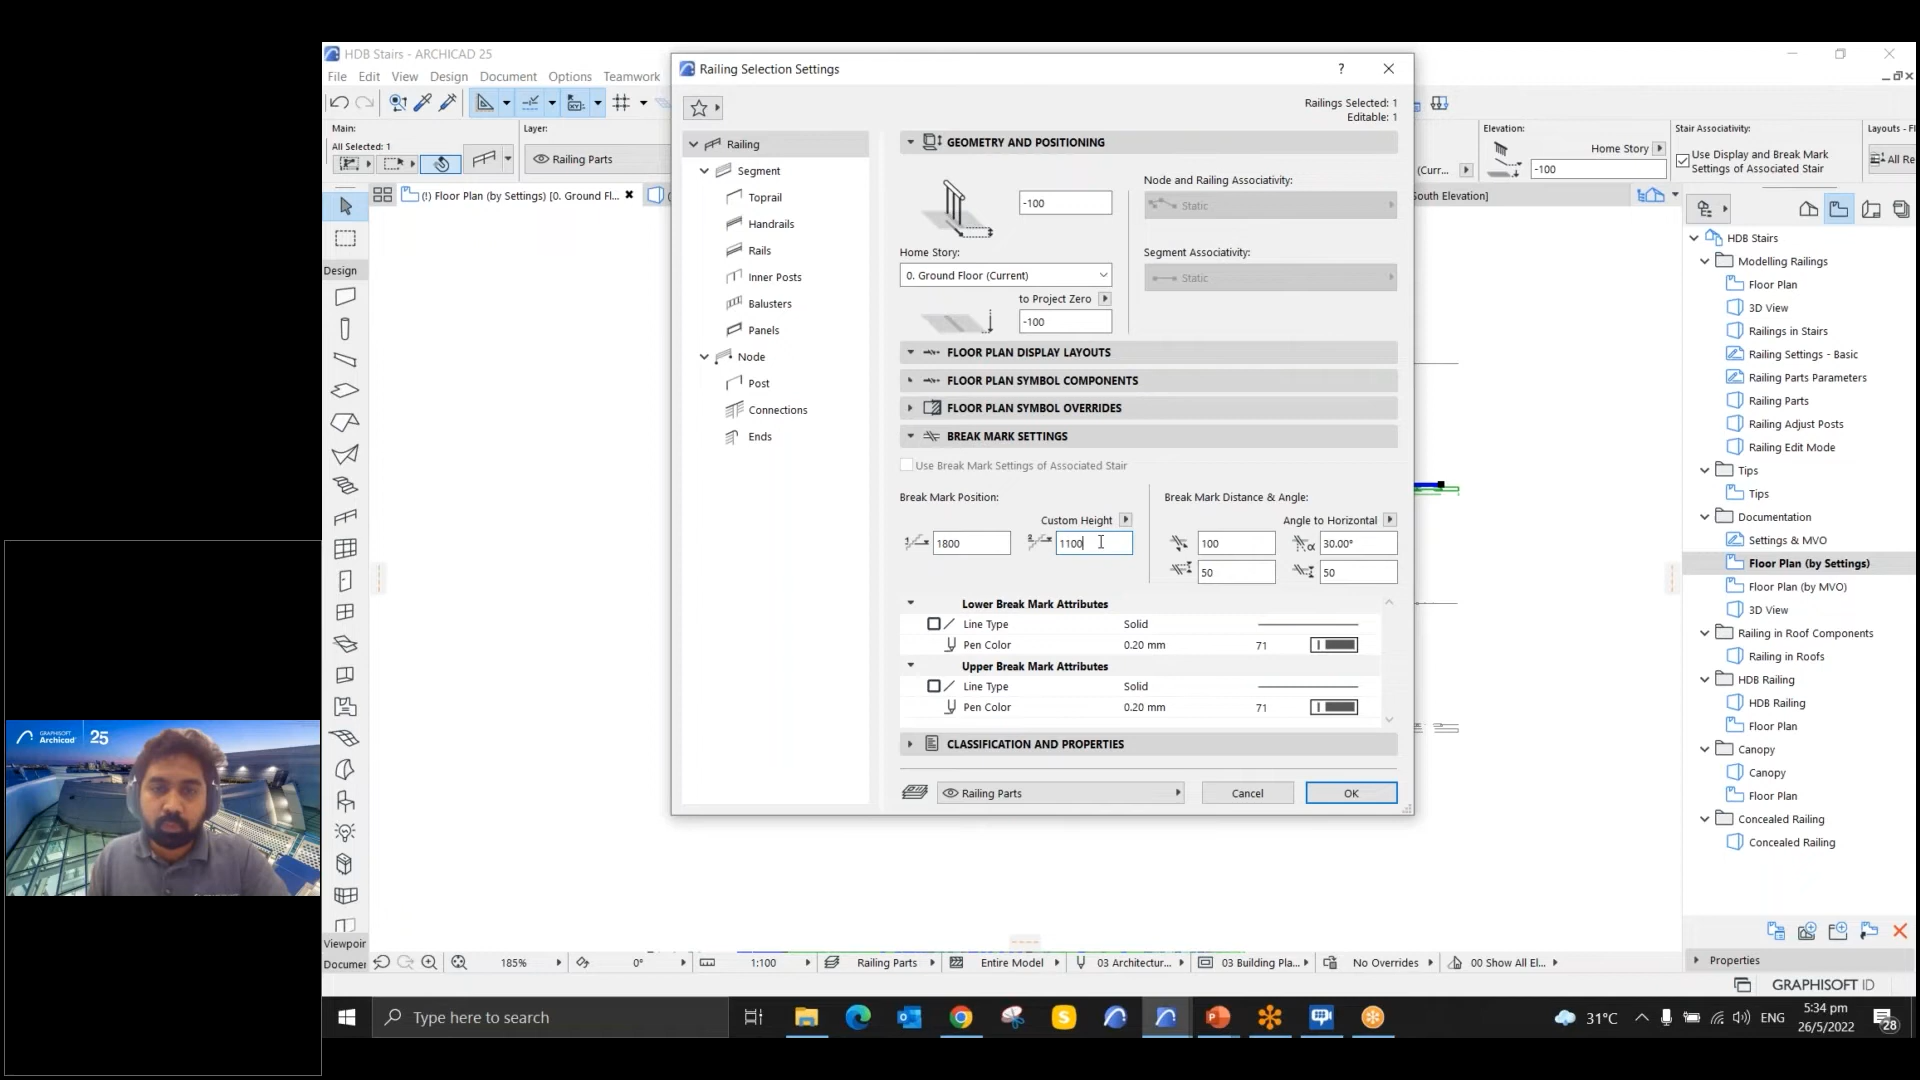 HDB Stairs - ARCHICAD 25
File Edit View Design Document Options Teamwork
Main:
All Selected: 1
Layer:
Railing Parts
(!) Floor Plan (by Settings) [0. Ground Fl...
Design
Viewpoir
Documer
Railing Selection Settings
?
Railings Selected: 1
Editable: 1
Railing
Segment
Toprail
Handrails
Rails
Inner Posts
Balusters
Panels
Node
Post
Connections
Ends
GEOMETRY AND POSITIONING
-100
Home Story:
0. Ground Floor (Current)
to Project Zero
-100
Node and Railing Associativity:
Static
Segment Associativity:
Static
FLOOR PLAN DISPLAY LAYOUTS
FLOOR PLAN SYMBOL COMPONENTS
FLOOR PLAN SYMBOL OVERRIDES
BREAK MARK SETTINGS
Use Break Mark Settings of Associated Stair
Break Mark Position:
Custom Height
1800
1100
Break Mark Distance & Angle:
Angle to Horizontal
100
30.00°
50
50
Lower Break Mark Attributes
Line Type Solid
Pen Color 0.20 mm 71
Upper Break Mark Attributes
Line Type Solid
Pen Color 0.20 mm 71
CLASSIFICATION AND PROPERTIES
Railing Parts
Cancel
OK
(Curr...
Elevation:
Home Story
-100
Stair Associativity:
Use Display and Break Mark
Settings of Associated Stair
Layouts - Fl
All Re
South Elevation]
HDB Stairs
Modelling Railings
Floor Plan
3D View
Railings in Stairs
Railing Settings - Basic
Railing Parts Parameters
Railing Parts
Railing Adjust Posts
Railing Edit Mode
Tips
Tips
Documentation
Settings & MVO
Floor Plan (by Settings)
Floor Plan (by MVO)
3D View
Railing in Roof Components
Railing in Roofs
HDB Railing
HDB Railing
Floor Plan
Canopy
Canopy
Floor Plan
Concealed Railing
Concealed Railing
Properties
GRAPHISOFT ID
185% 0° 1:100 Railing Parts Entire Model 03 Architectur... 03 Building Pla... No Overrides 00 Show All El...
GRAPHISOFT
Archicad
25
Type here to search
31°C
ENG
5:34 pm
26/5/2022
28